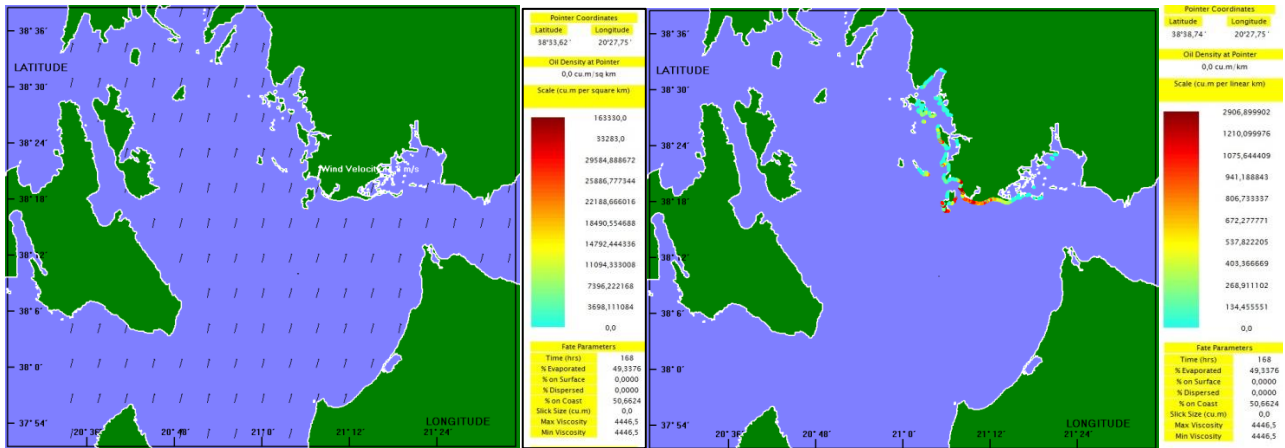 38° 36'
LATITUDE
38° 30'
38° 24'
38° 18'
38° 12'
38° 6'
38° 0'
37° 54'
Wind Velocity m/s
LONGITUDE
20° 36'
20° 48'
21° 0'
21° 12'
21° 24'
Pointer Coordinates
Latitude Longitude
38°33,62 ' 20°27,75 '
Oil Density at Pointer
0,0 cu.m/sq km
Scale (cu.m per square km)
163330,0
33283,0
29584,888672
25886,777344
22188,666016
18490,554688
14792,444336
11094,333008
7396,222168
3698,111084
0,0
Fate Parameters
Time (hrs) 168
% Evaporated 49,3376
% on Surface 0,0000
% Dispersed 0,0000
% on Coast 50,6624
Slick Size (cu.m) 0,0
Max Viscosity 4446,5
Min Viscosity 4446,5
38° 36'
LATITUDE
38° 30'
38° 24'
38° 18'
38° 12'
38° 6'
38° 0'
37° 54'
LONGITUDE
20° 36'
20° 48'
21° 0'
21° 12'
21° 24'
Pointer Coordinates
Latitude Longitude
38°38,74 ' 20°27,75 '
Oil Density at Pointer
0,0 cu.m/km
Scale (cu.m per linear km)
2906,899902
1210,099976
1075,644409
941,188843
806,733337
672,277771
537,822205
403,366669
268,911102
134,455551
0,0
Fate Parameters
Time (hrs) 168
% Evaporated 49,3376
% on Surface 0,0000
% Dispersed 0,0000
% on Coast 50,6624
Slick Size (cu.m) 0,0
Max Viscosity 4446,5
Min Viscosity 4446,5